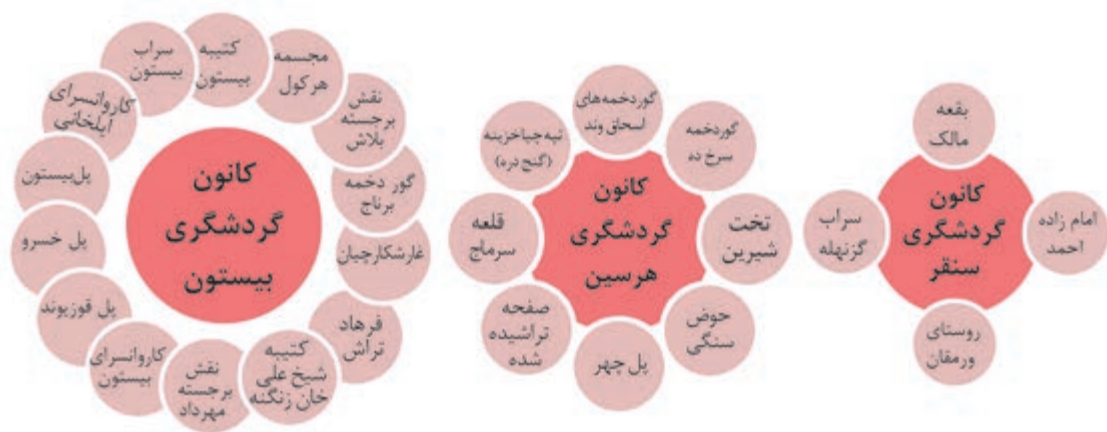 کانون
گردشگری
بیستون
کتیبه
بیستون
مجسمه
هرکول
نقش
برجسته
بلاش
گور دخمه
برناج
غارشکارچیان
فرهاد
تراش
کتیبه
شیخ علی
خان زنگنه
نقش
برجسته
مهرداد
کاروانسرای
بیستون
پل قوزیوند
پل خسرو
پل‌بیستون
کاروانسرای
ایلخانی
سراب
بیستون
کانون
گردشگری
هرسین
گوردخمه‌های
اسحاق وند
گوردخمه
سرخ ده
تخت
شیرین
حوض
سنگی
پل چهر
صفحه
تراشیده
شده
قلعه
سرماج
تپه‌چیاخزینه
(گنج دره)
کانون
گردشگری
سنقر
بقعه
مالک
امام زاده
احمد
روستای
ورمقان
سراب
گزنهله